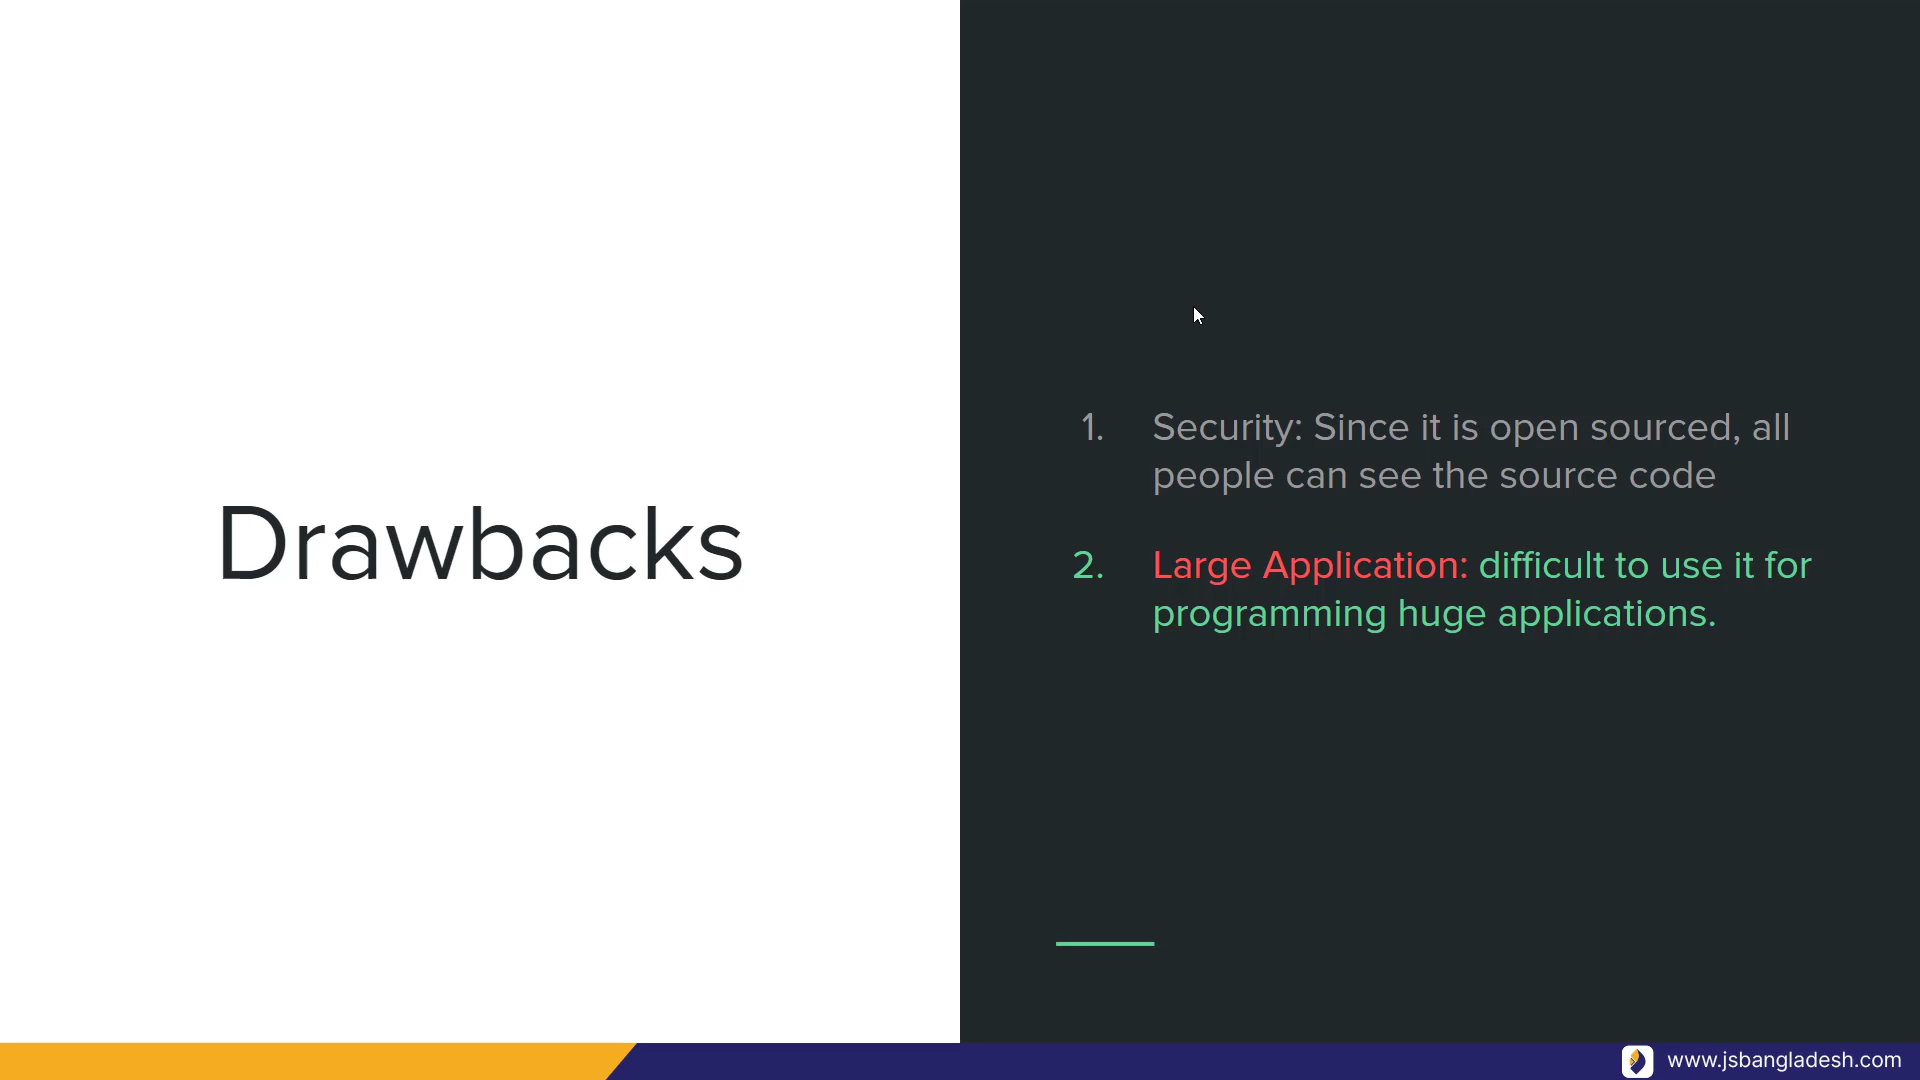 Drawbacks
1. Security: Since it is open sourced, all
people can see the source code
2. Large Application: difficult to use it for
programming huge applications.
www.jsbangladesh.com